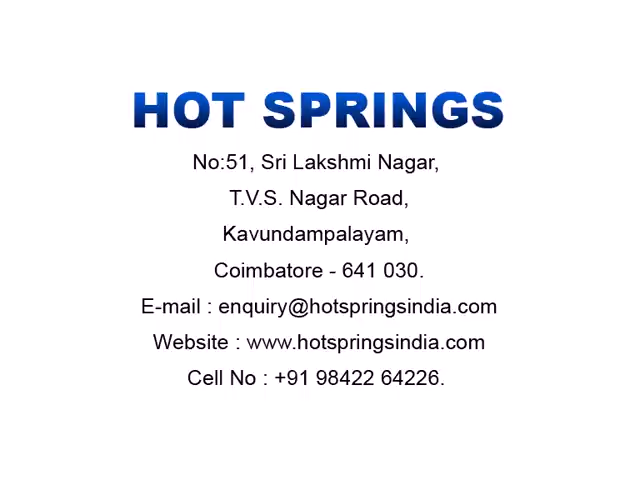 HOT SPRINGS
No:51, Sri Lakshmi Nagar,
T.V.S. Nagar Road,
Kavundampalayam,
Coimbatore - 641 030.
E-mail : enquiry@hotspringsindia.com
Website : www.hotspringsindia.com
Cell No : +91 98422 64226.